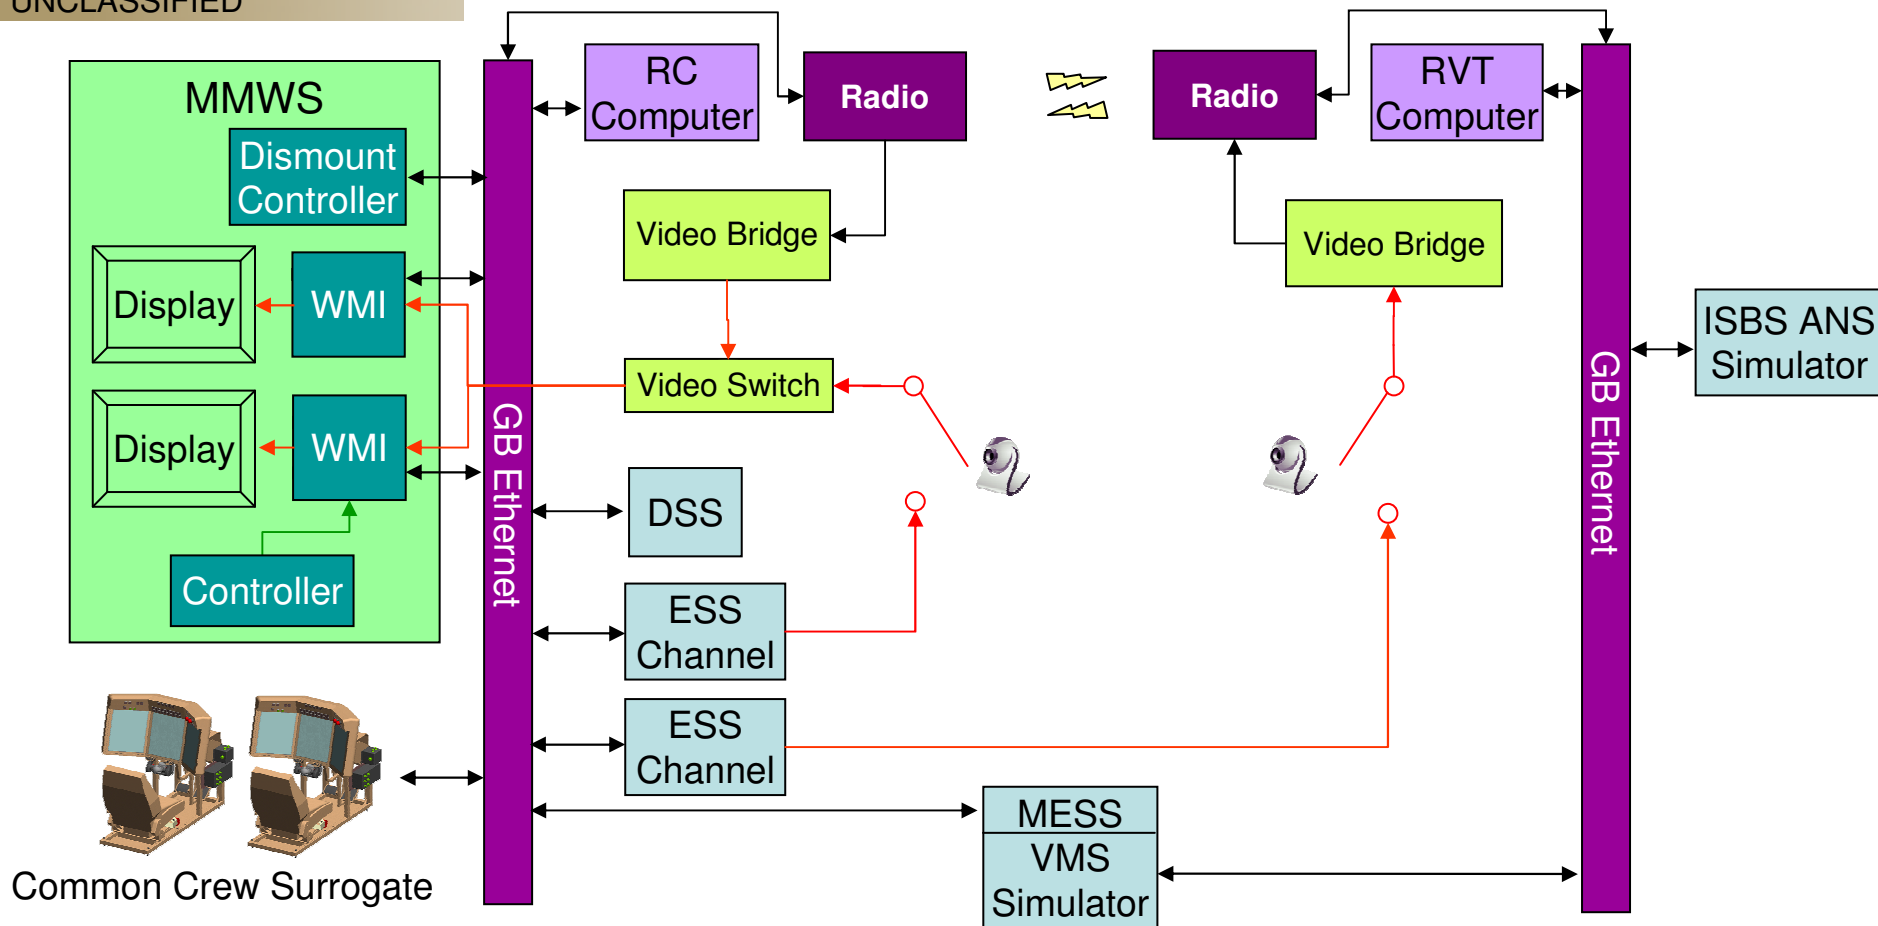 UNCLASSIFIED
MMWS
Dismount
Controller
Display
WMI
Display
WMI
Controller
Common Crew Surrogate
GB Ethernet
RC
Computer
Radio
Video Bridge
Video Switch
DSS
ESS
Channel
ESS
Channel
MESS
VMS
Simulator
Radio
RVT
Computer
Video Bridge
GB Ethernet
ISBS ANS
Simulator